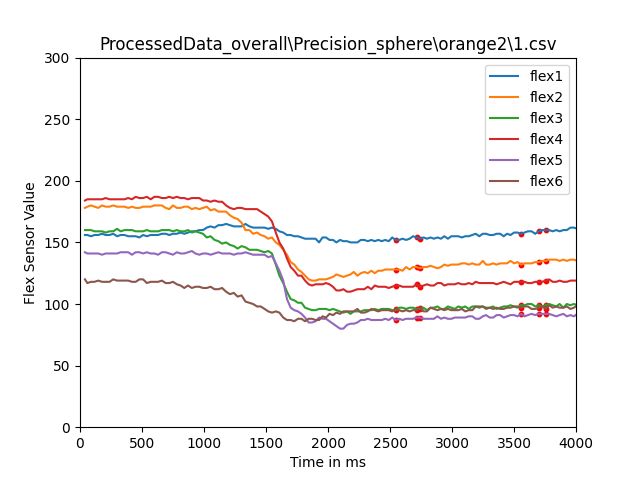 ProcessedData_overall\Precision_sphere\orange2\1.csv
300
250
200
150
100
50
0
Flex Sensor Value
flex1
flex2
flex3
flex4
flex5
flex6
0 500 1000 1500 2000 2500 3000 3500 4000
Time in ms